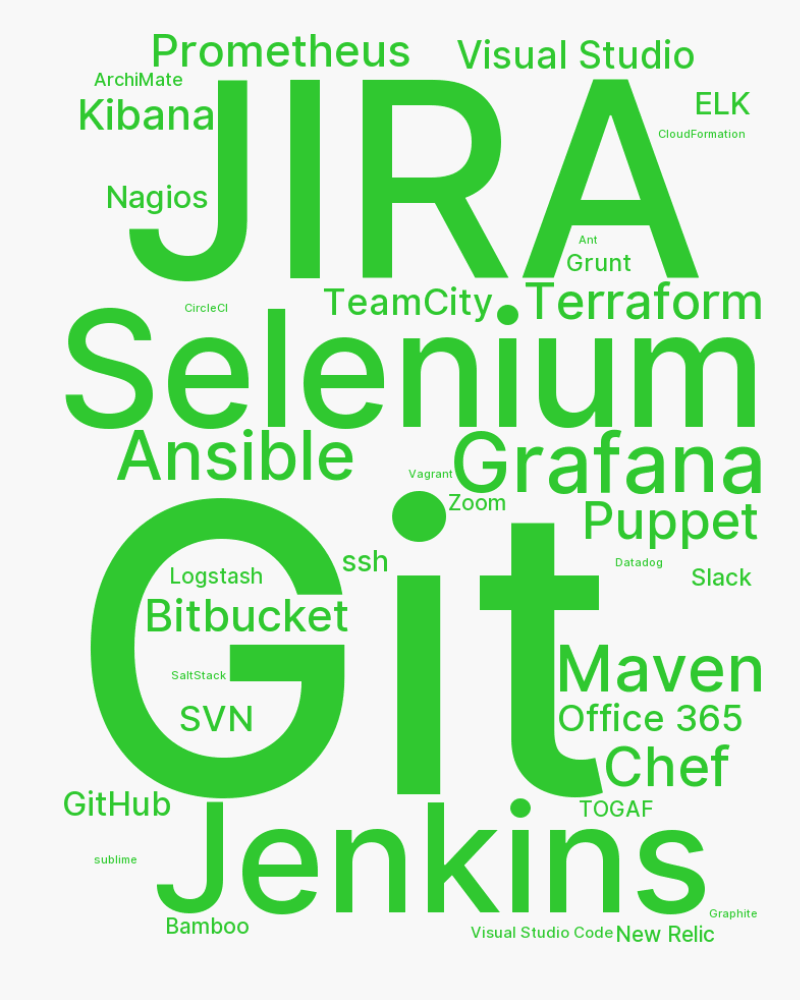 Prometheus
Visual Studio
ArchiMate
JIRA
ELK
Kibana
CloudFormation
Nagios
Ant
Grunt
CircleCI
TeamCity
Terraform
Selenium
Ansible
Grafana
Vagrant
Zoom
Puppet
Git
ssh
Datadog
Logstash
Slack
Bitbucket
SaltStack
Maven
SVN
Office 365
Chef
GitHub
TOGAF
Jenkins
sublime
Graphite
Bamboo
Visual Studio Code
New Relic